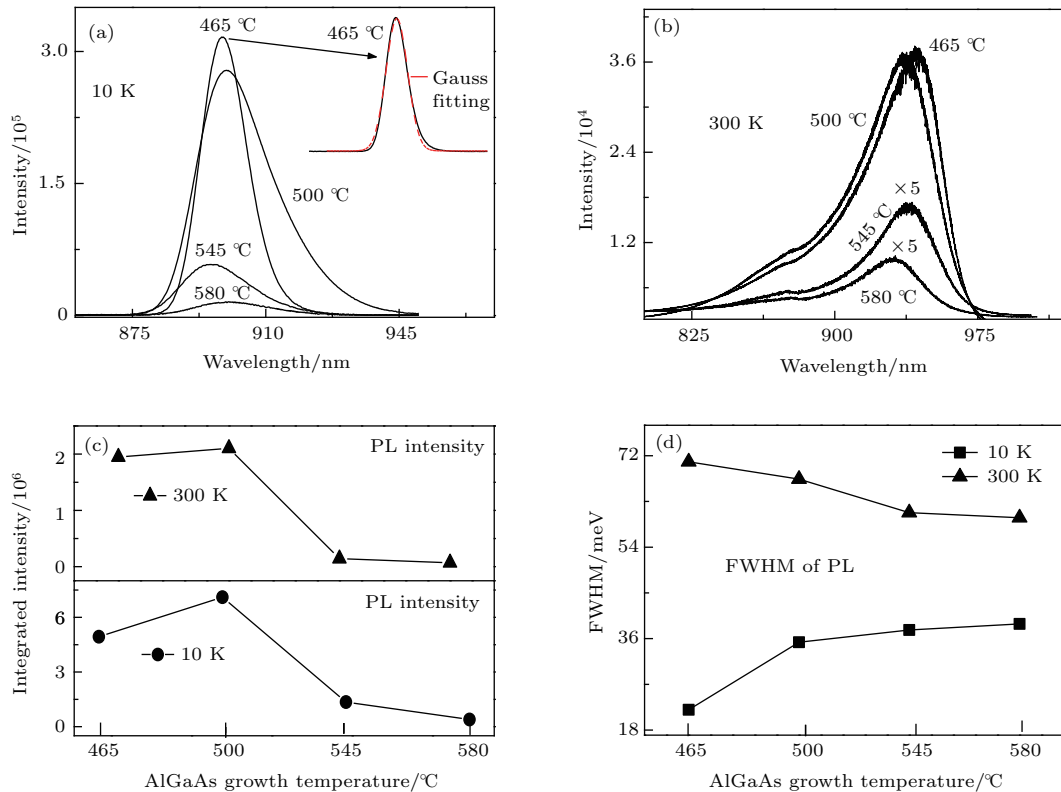 (a)
465 ℃
465 ℃
3.0
10 K
Gauss
fitting
Intensity/10⁵
1.5
500 ℃
545 ℃
580 ℃
0
875
910
945
Wavelength/nm
(b)
465 ℃
3.6
300 K
500 ℃
Intensity/10⁴
2.4
×5
545 ℃
1.2
×5
580 ℃
825
900
975
Wavelength/nm
(c)
PL intensity
2
300 K
1
0
Integrated intensity/10⁶
PL intensity
6
3
10 K
0
465
500
545
580
AlGaAs growth temperature/℃
(d)
72
10 K
300 K
54
FWHM of PL
FWHM/meV
36
18
465
500
545
580
AlGaAs growth temperature/℃